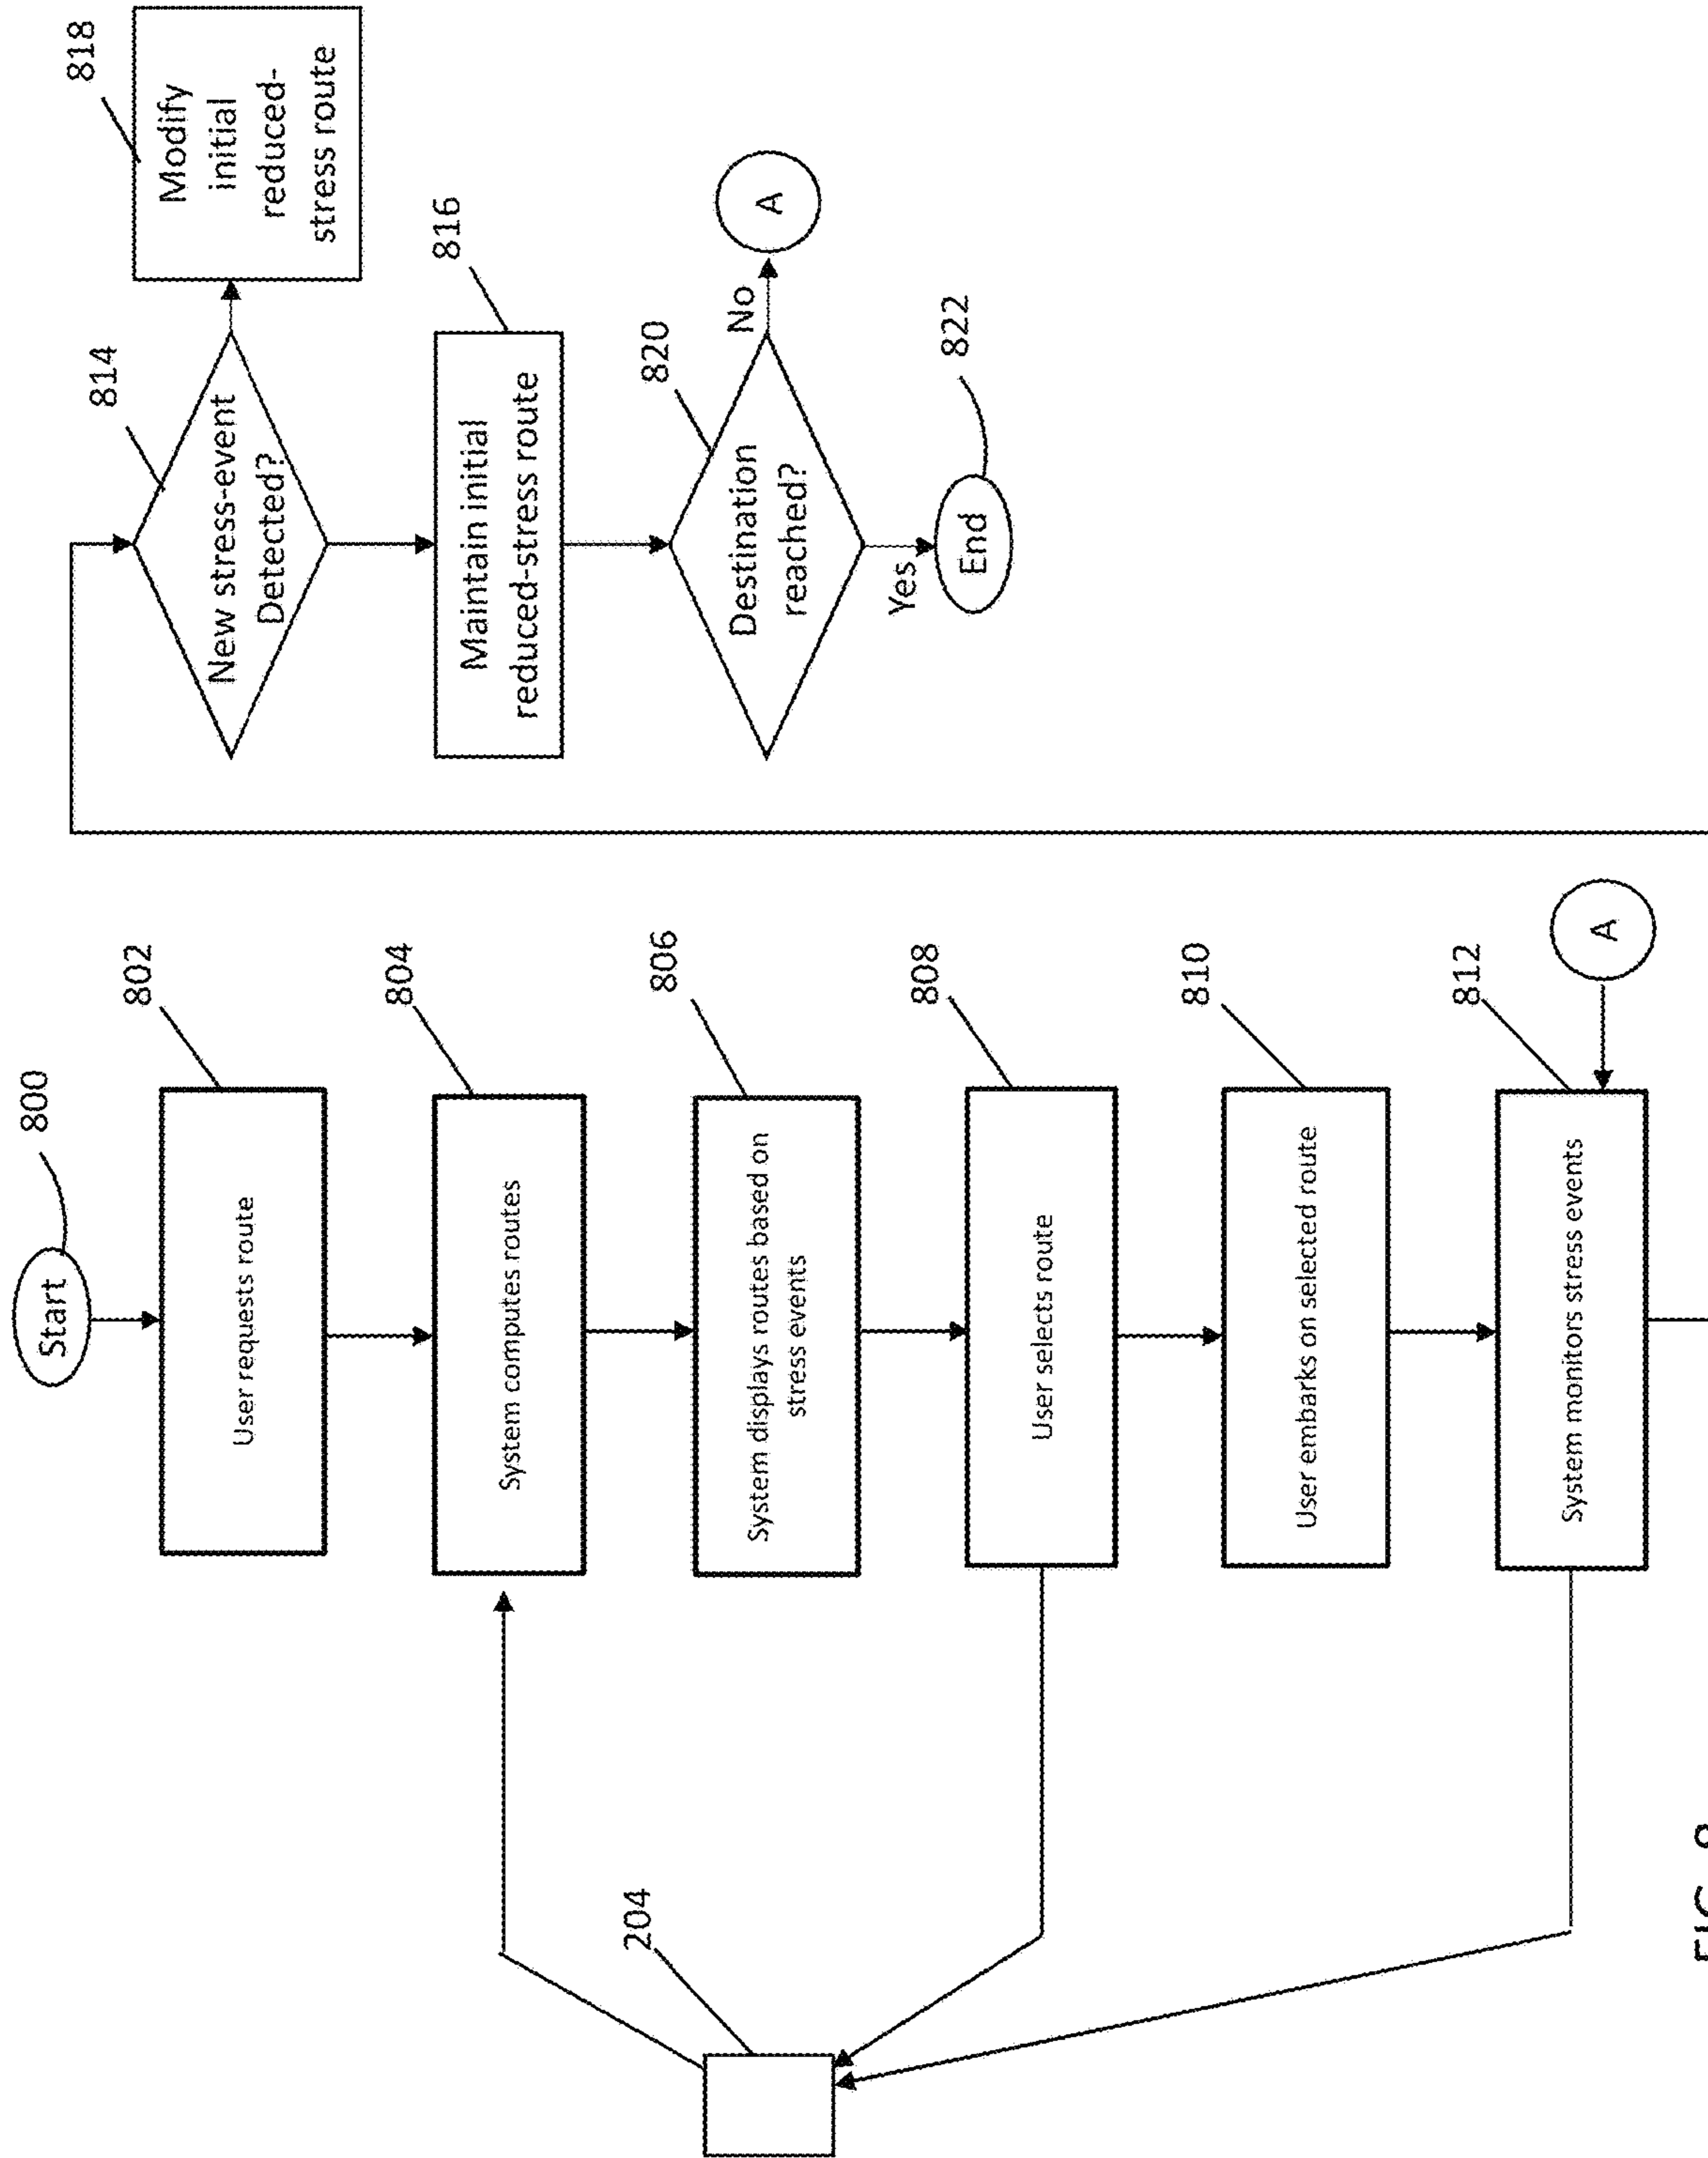 Start
800
802
User requests route
804
System computes routes
806
System displays routes based on
stress events
808
User selects route
810
User embarks on selected route
812
System monitors stress events
A
204
814
New stress-event
Detected?
818
Modify
initial
reduced-
stress route
816
Maintain initial
reduced-stress route
820
Destination
reached?
No
A
Yes
End
822